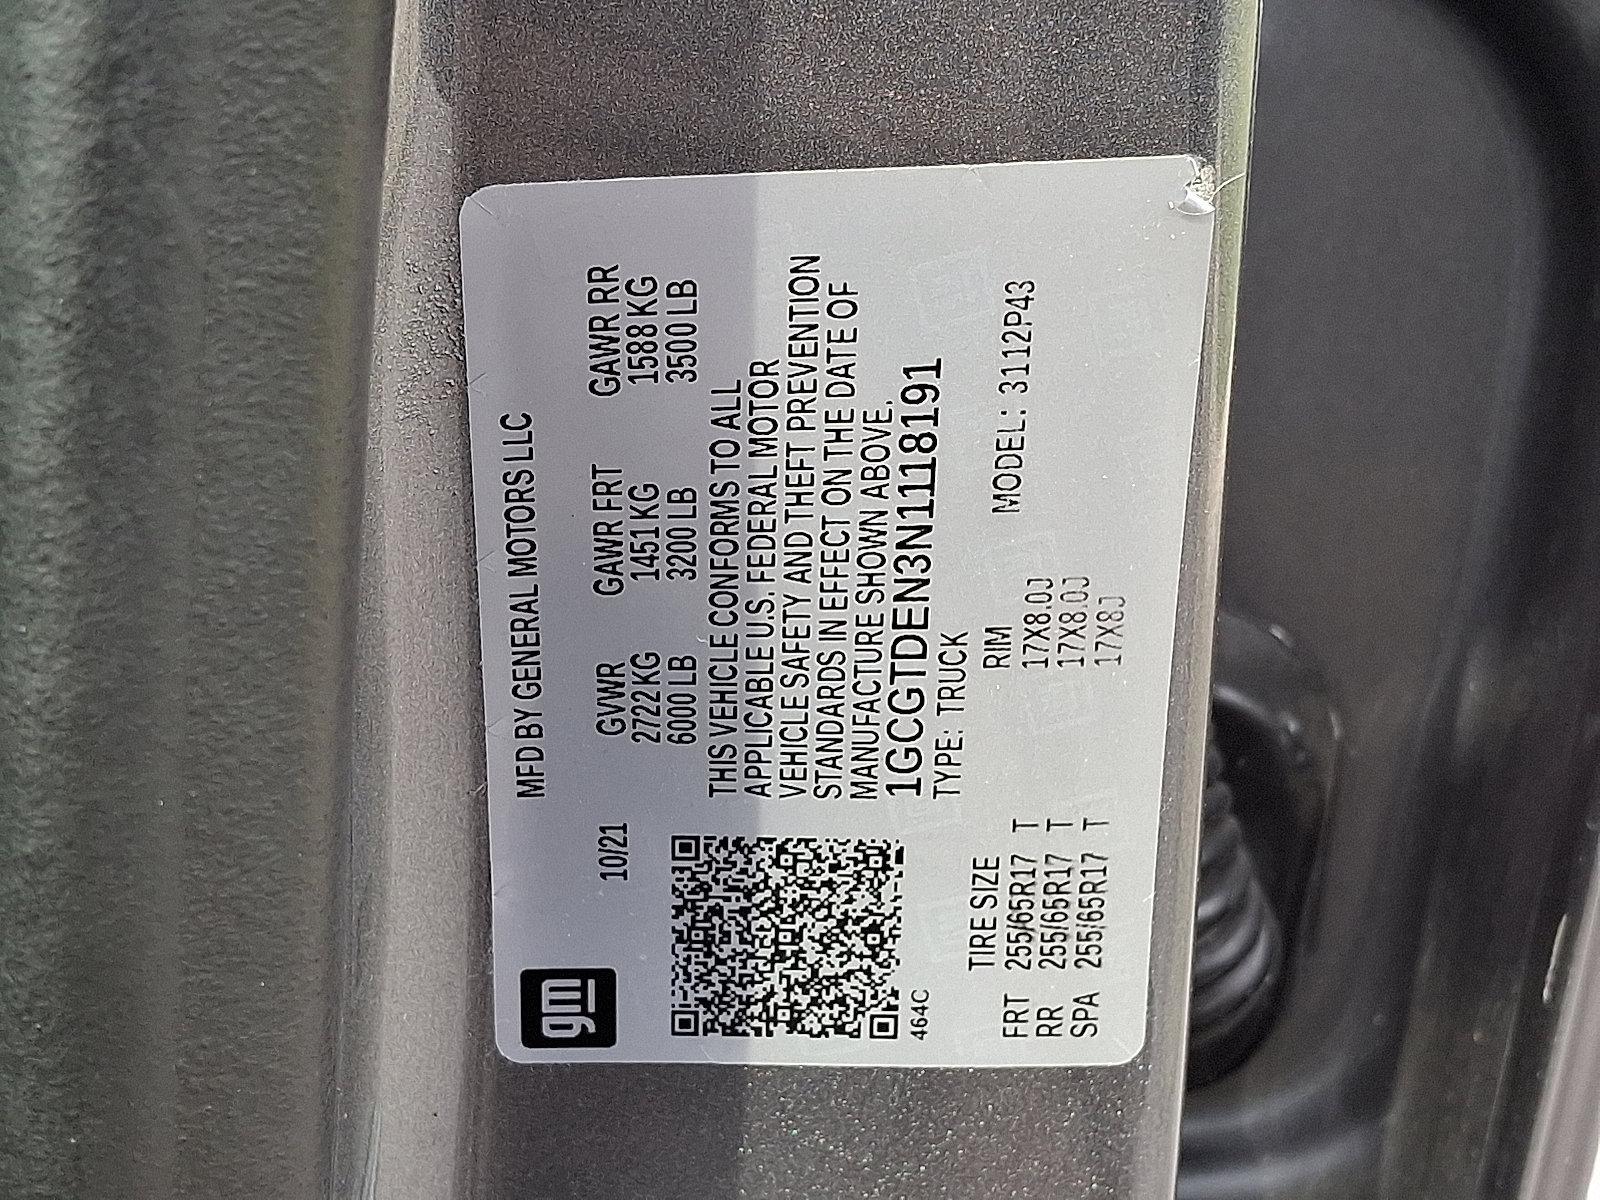 gm
MFD BY GENERAL MOTORS LLC
10/21
GVWR GAWR FRT GAWR RR
2722 KG 1451 KG 1588 KG
6000 LB 3200 LB 3500 LB
THIS VEHICLE CONFORMS TO ALL
APPLICABLE U.S. FEDERAL MOTOR
VEHICLE SAFETY AND THEFT PREVENTION
STANDARDS IN EFFECT ON THE DATE OF
MANUFACTURE SHOWN ABOVE.
1GCGTDEN3N1118191
464C
TYPE: TRUCK
TIRE SIZE RIM MODEL: 3112P43
FRT 255/65R17 T 17X8.0J
RR 255/65R17 T 17X8.0J
SPA 255/65R17 T 17X8J